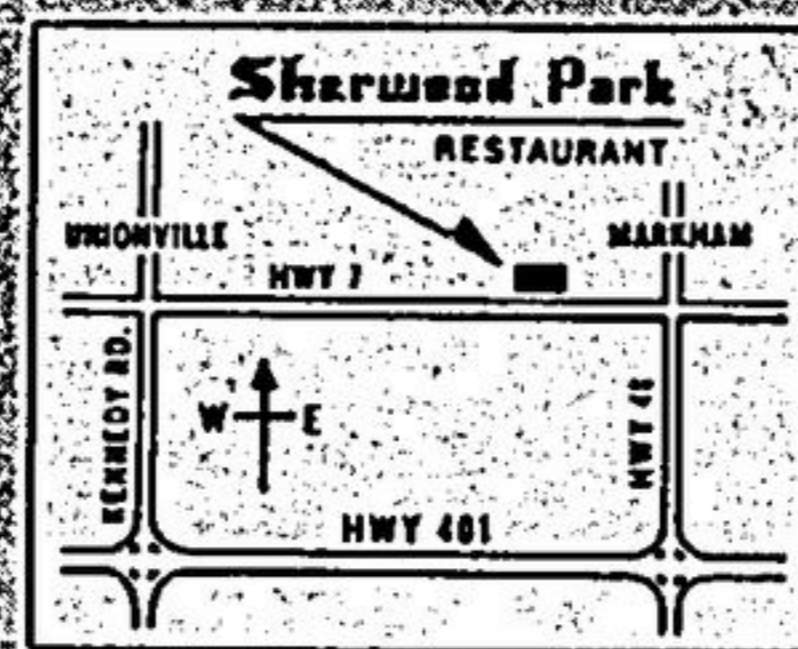 Sherwood Park
RESTAURANT
UNIONVILLE
MARKHAM
HWY 7
KENNEDY RD.
W E
HWY 48
HWY 401